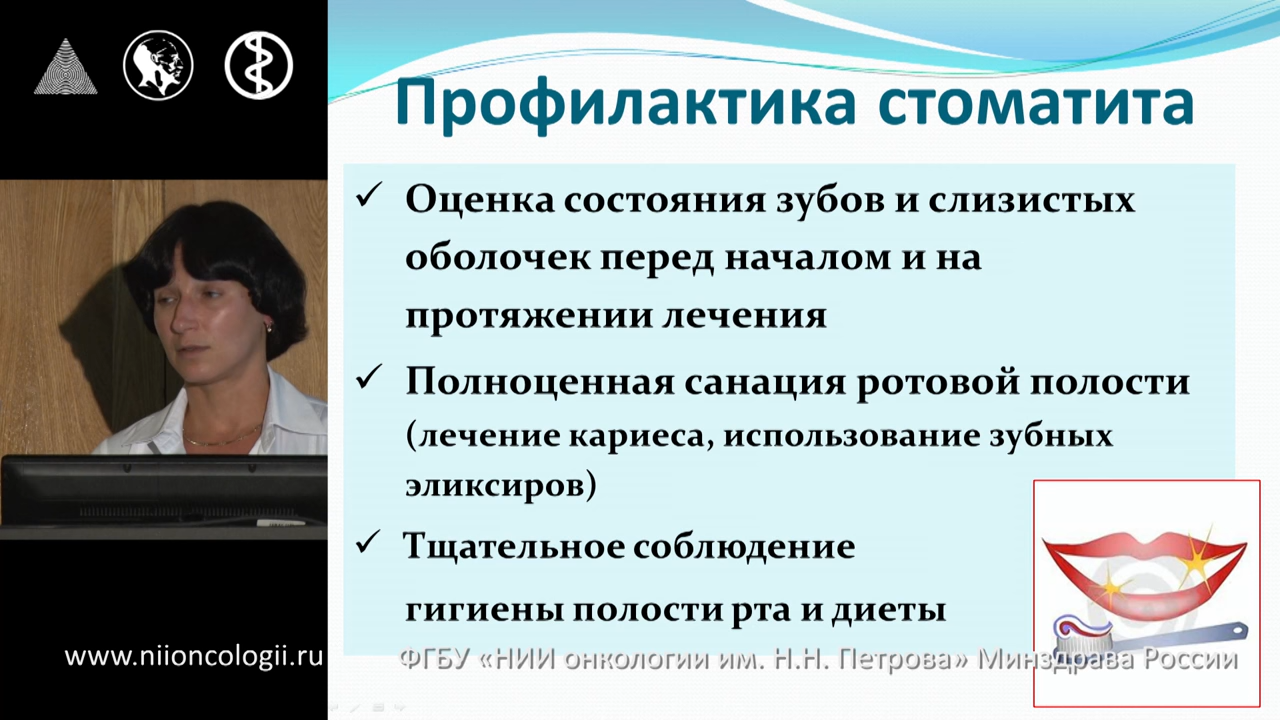 Профилактика стоматита
Оценка состояния зубов и слизистых
оболочек перед началом и на
протяжении лечения
Полноценная санация ротовой полости
(лечение кариеса, использование зубных
эликсиров)
Тщательное соблюдение
гигиены полости рта и диеты
www.niioncologii.ru
ФГБУ «НИИ онкологии им. Н.Н. Петрова» Минздрава России